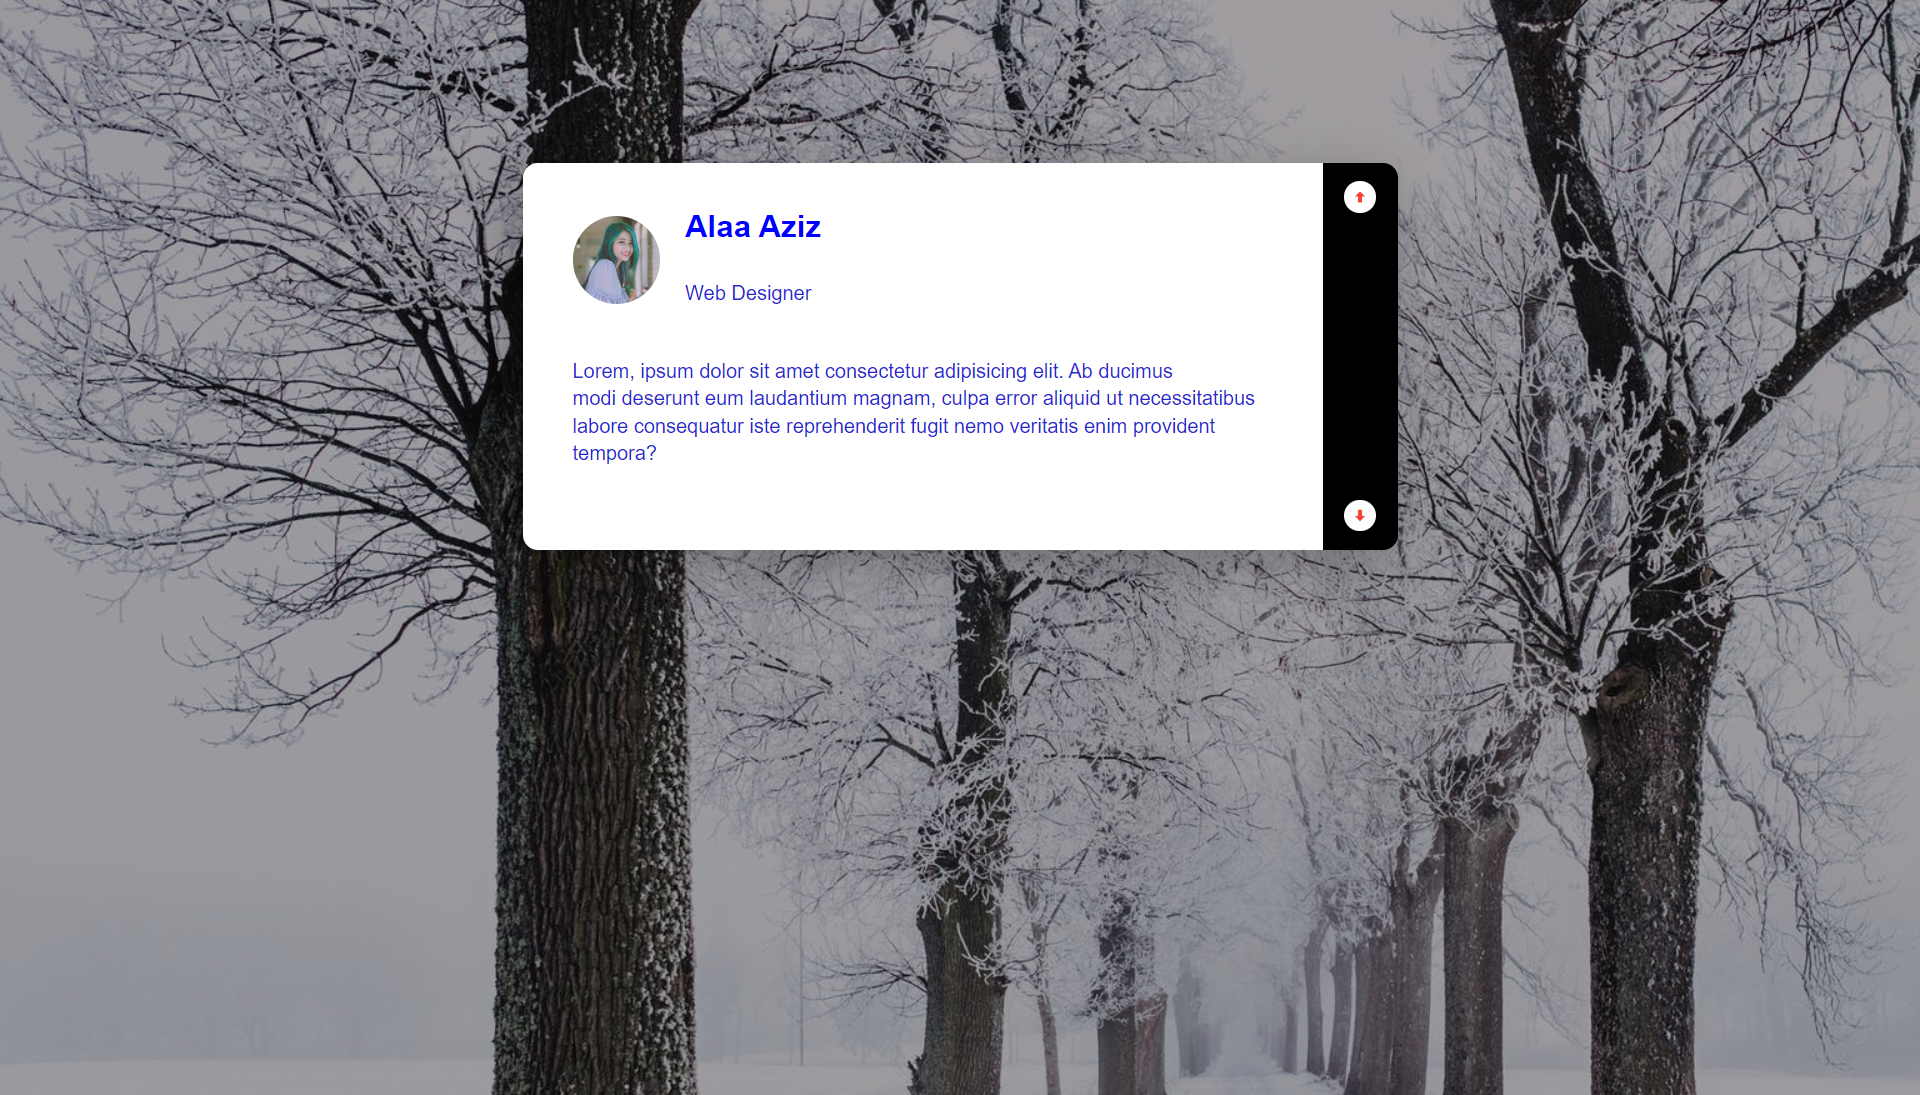 Alaa Aziz
Web Designer
Lorem, ipsum dolor sit amet consectetur adipisicing elit. Ab ducimus
modi deserunt eum laudantium magnam, culpa error aliquid ut necessitatibus
labore consequatur iste reprehenderit fugit nemo veritatis enim provident
tempora?